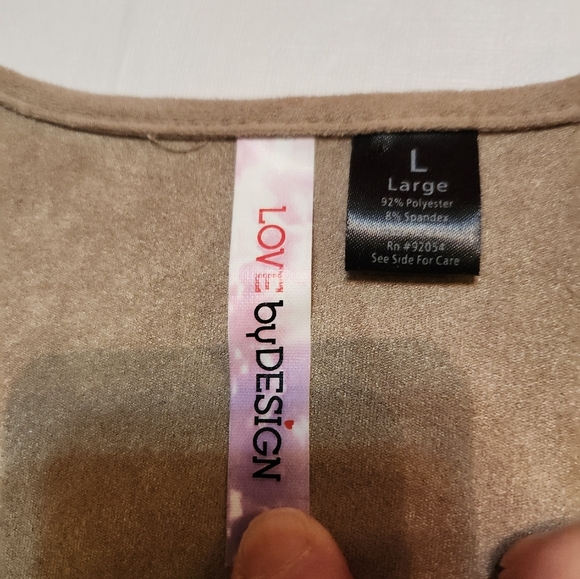 LOVE byDESIGN
L
Large
92% Polyester
8% Spandex
Rn #92054
See Side For Care